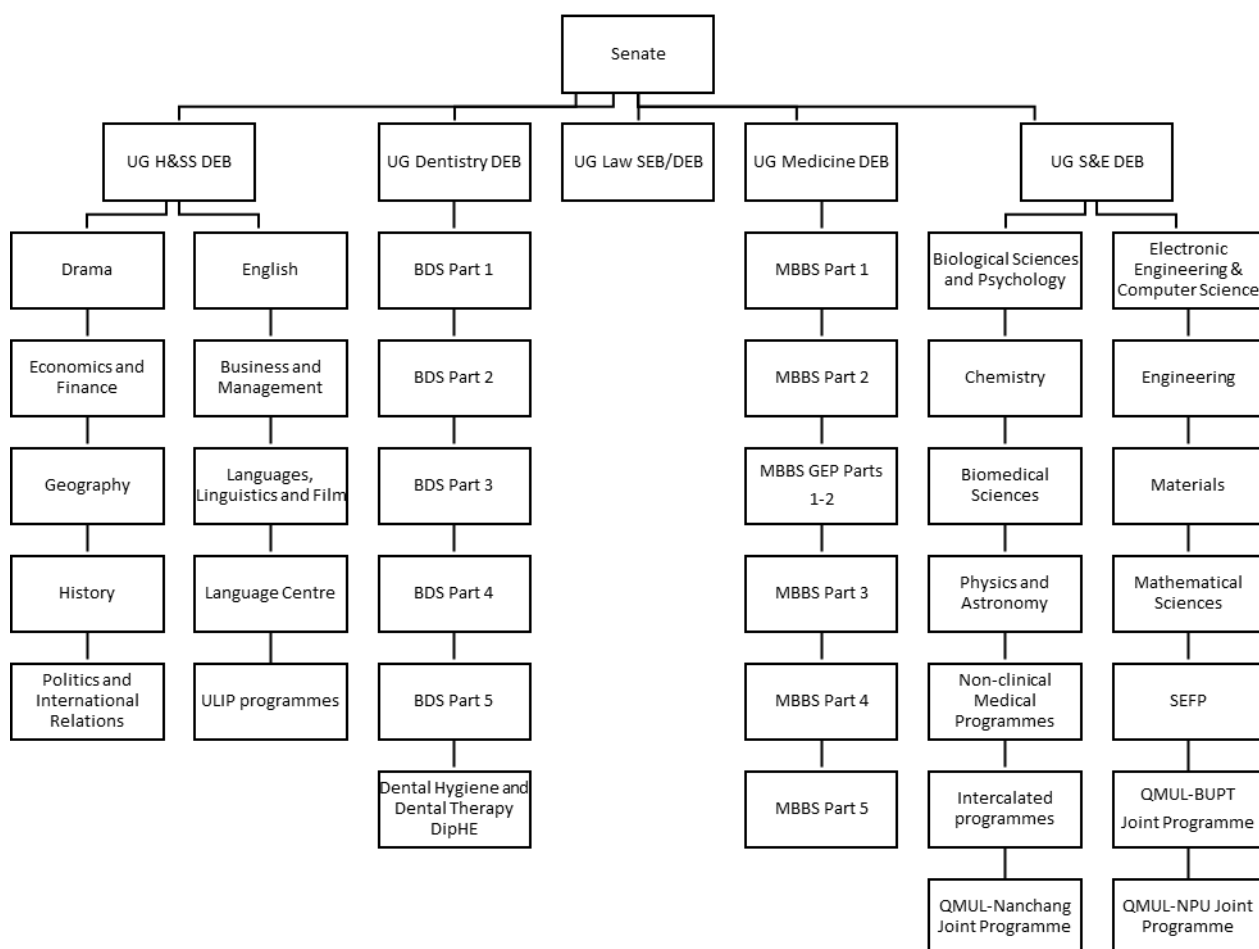 Senate
UG H&SS DEB
UG Dentistry DEB
UG Law SEB/DEB
UG Medicine DEB
UG S&E DEB
Drama
English
BDS Part 1
MBBS Part 1
Biological Sciences
and Psychology
Electronic
Engineering &
Computer Science
Economics and
Finance
Business and
Management
BDS Part 2
MBBS Part 2
Chemistry
Engineering
Geography
Languages,
Linguistics and Film
BDS Part 3
MBBS GEP Parts
1-2
Biomedical
Sciences
Materials
History
Language Centre
BDS Part 4
MBBS Part 3
Physics and
Astronomy
Mathematical
Sciences
Politics and
International
Relations
ULIP programmes
BDS Part 5
MBBS Part 4
Non-clinical
Medical
Programmes
SEFP
Dental Hygiene and
Dental Therapy
DipHE
MBBS Part 5
Intercalated
programmes
QMUL-BUPT
Joint Programme
QMUL-Nanchang
Joint Programme
QMUL-NPU Joint
Programme